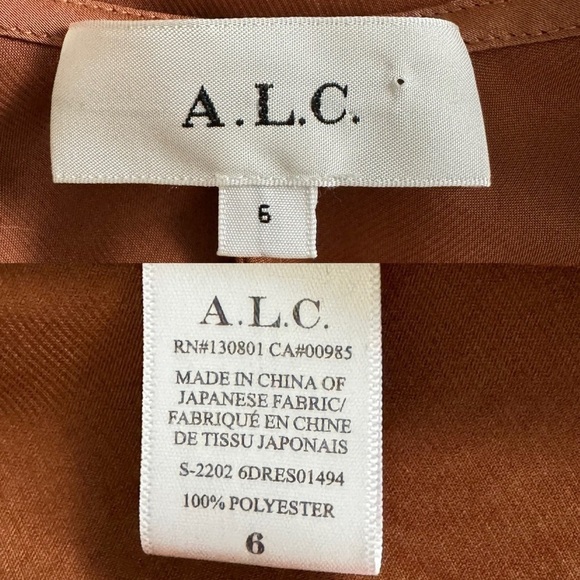 A.L.C.
6
A.L.C.
RN#130801 CA#00985
MADE IN CHINA OF
JAPANESE FABRIC/
FABRIQUÉ EN CHINE
DE TISSU JAPONAIS
S-2202 6DRES01494
100% POLYESTER
6